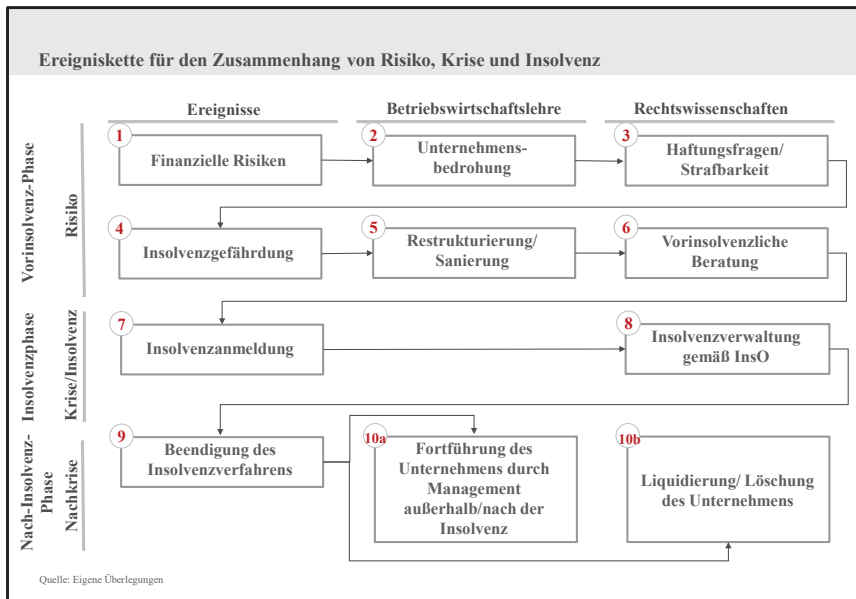 Ereigniskette für den Zusammenhang von Risiko, Krise und Insolvenz
Ereignisse
Betriebswirtschaftslehre
Rechtswissenschaften
Vorinsolvenz-Phase
Risiko
1
Finanzielle Risiken
2
Unternehmens-
bedrohung
3
Haftungsfragen/
Strafbarkeit
4
Insolvenzgefährdung
5
Restrukturierung/
Sanierung
6
Vorinsolvenzliche
Beratung
Insolvenzphase
Krise/Insolvenz
7
Insolvenzanmeldung
8
Insolvenzverwaltung
gemäß InsO
Nach-Insolvenz-
Phase
Nachkrise
9
Beendigung des
Insolvenzverfahrens
10a
Fortführung des
Unternehmens durch
Management
außerhalb/nach der
Insolvenz
10b
Liquidierung/ Löschung
des Unternehmens
Quelle: Eigene Überlegungen